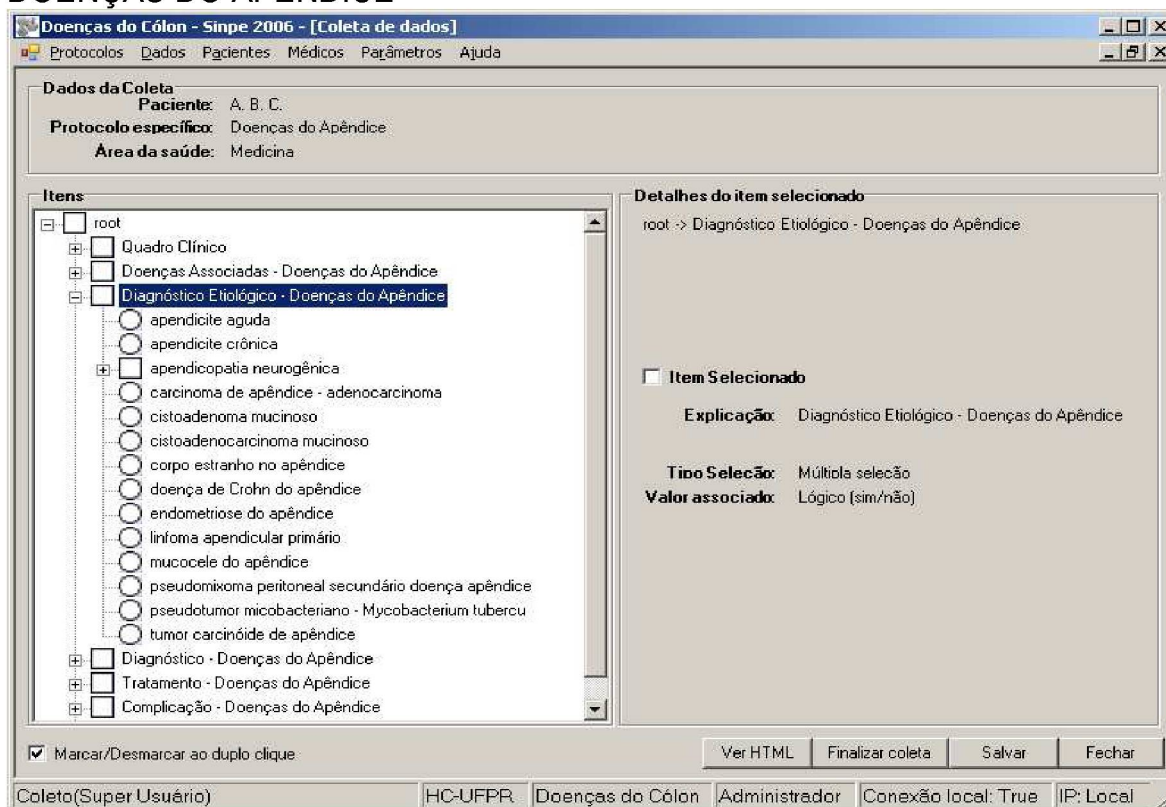 DOENÇAS DO APÊNDICE
Doenças do Cólon - Sinpe 2006 - [Coleta de dados]
Protocolos Dados Pacientes Médicos Parâmetros Ajuda
Dados da Coleta
Paciente: A. B. C.
Protocolo específico: Doenças do Apêndice
Área da saúde: Medicina
Itens
root
Quadro Clínico
Doenças Associadas - Doenças do Apêndice
Diagnóstico Etiológico - Doenças do Apêndice
apendicite aguda
apendicite crônica
apendicopatia neurogênica
carcinoma de apêndice - adenocarcinoma
cistoadenoma mucinoso
cistoadenocarcinoma mucinoso
corpo estranho no apêndice
doença de Crohn do apêndice
endometriose do apêndice
linfoma apendicular primário
mucocele do apêndice
pseudomixoma peritoneal secundário doença apêndice
pseudotumor micobacteriano - Mycobacterium tubercu
tumor carcinóide de apêndice
Diagnóstico - Doenças do Apêndice
Tratamento - Doenças do Apêndice
Complicação - Doenças do Apêndice
Detalhes do item selecionado
root -> Diagnóstico Etiológico - Doenças do Apêndice
Item Selecionado
Explicação: Diagnóstico Etiológico - Doenças do Apêndice
Tipo Seleção: Múltipla seleção
Valor associado: Lógico (sim/não)
Marcar/Desmarcar ao duplo clique
Ver HTML Finalizar coleta Salvar Fechar
Coleto(Super Usuário) HC-UFPR Doenças do Cólon Administrador Conexão local: True IP: Local